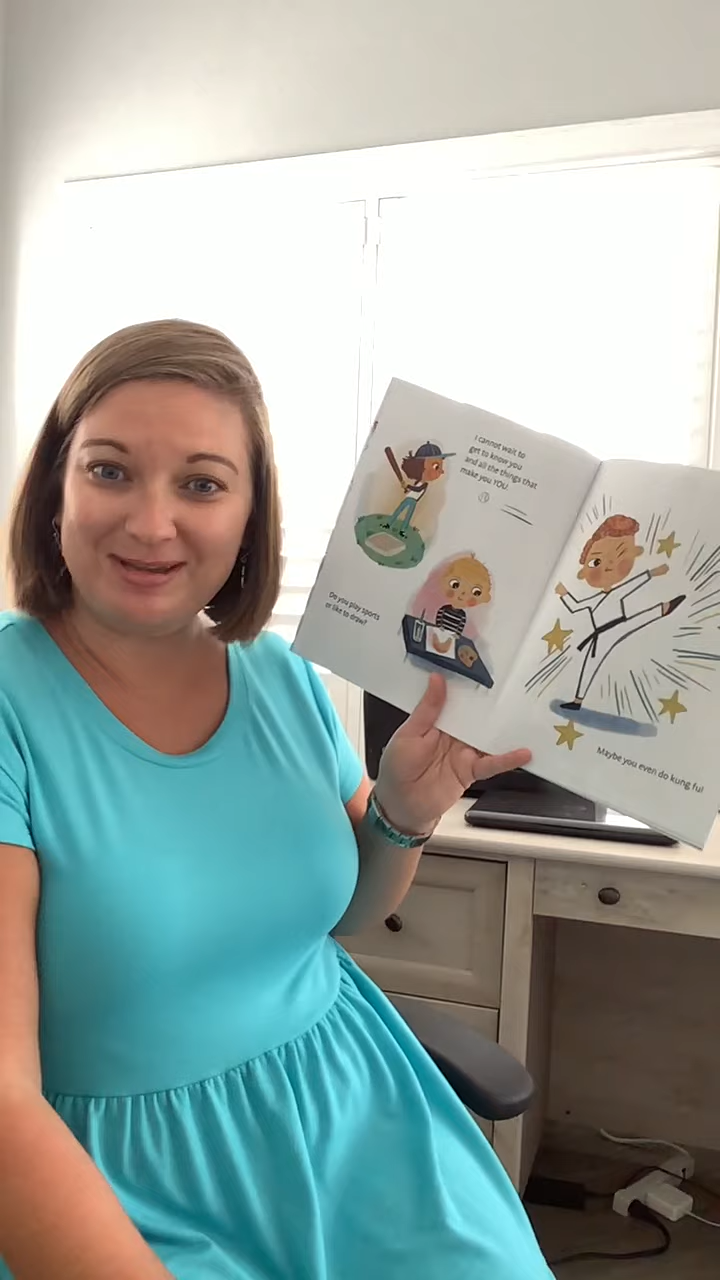 I cannot wait to
get to know you
and all the things that
make you YOU.
Do you play sports
or like to draw?
Maybe you even do kung fu!